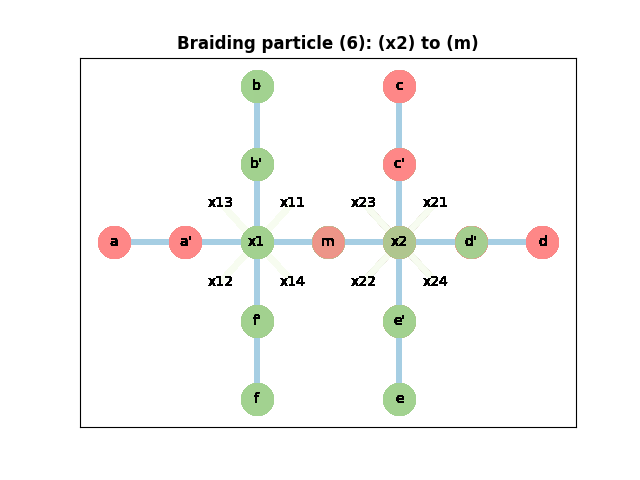 Braiding particle (6): (x2) to (m)
b c
b' c'
x13 x11 x23 x21
a a' x1 m x2 d' d
x12 x14 x22 x24
f' e'
f e